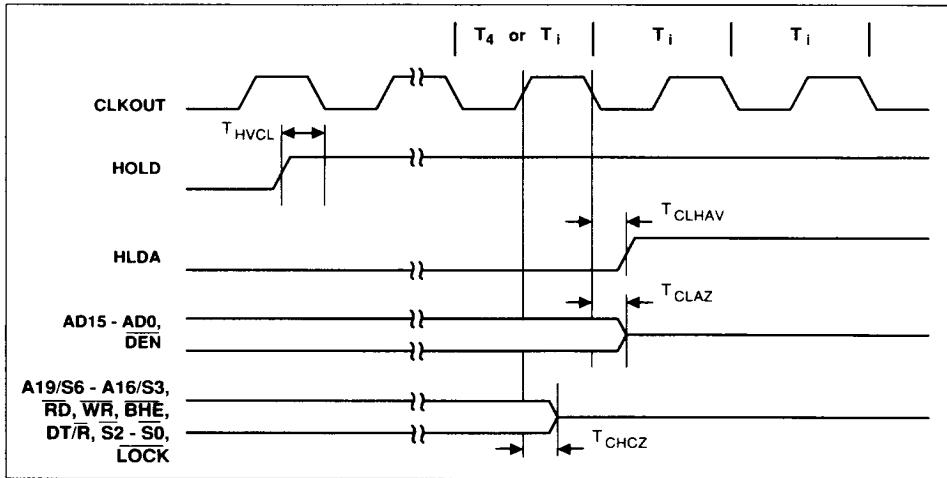 T4 or Ti Ti Ti
CLKOUT
THVCL
HOLD
TCLHAV
HLDA
TCLAZ
AD15 - AD0,
DEN
A19/S6 - A16/S3,
RD, WR, BHE,
DT/R, S2 - S0,
LOCK
TCHCZ